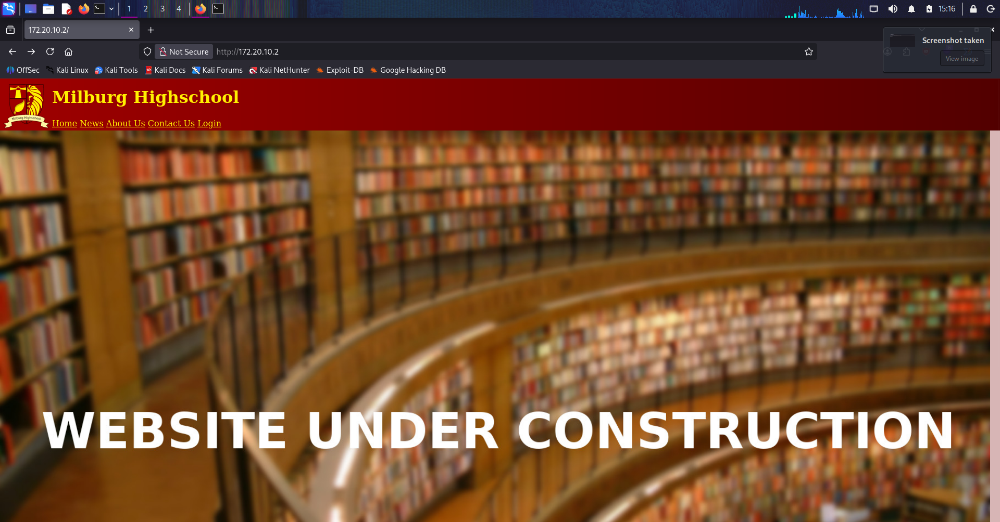 1 2 3 4 15:16
172.20.10.2/
Screenshot taken
Not Secure http://172.20.10.2
View image
OffSec Kali Linux Kali Tools Kali Docs Kali Forums Kali NetHunter Exploit-DB Google Hacking DB
Milburg Highschool
Milburg Highschool
Home News About Us Contact Us Login
WEBSITE UNDER CONSTRUCTION